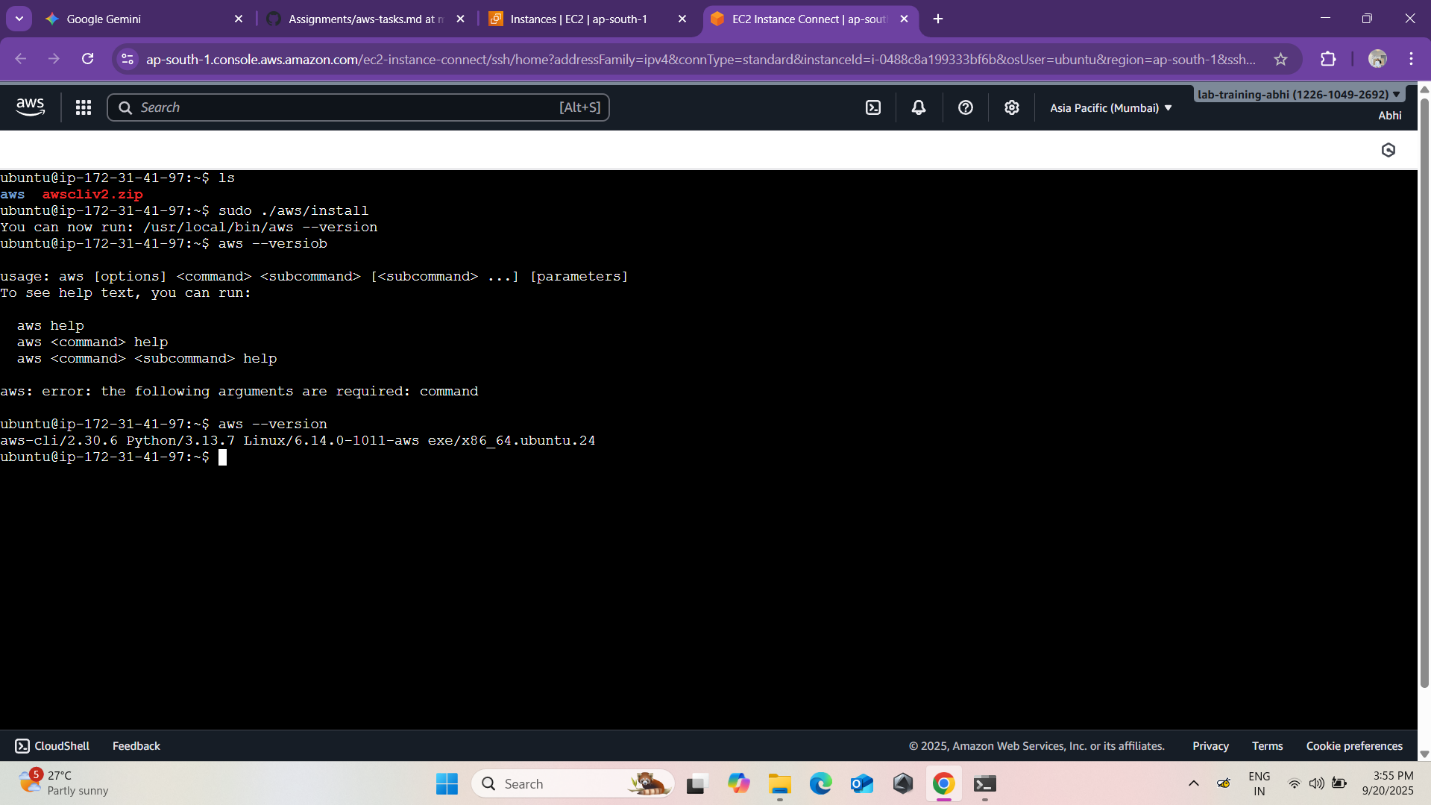 Google Gemini
Assignments/aws-tasks.md at m
Instances | EC2 | ap-south-1
EC2 Instance Connect | ap-sout
ap-south-1.console.aws.amazon.com/ec2-instance-connect/ssh/home?addressFamily=ipv4&connType=standard&instanceId=i-0488c8a199333bf6b&osUser=ubuntu&region=ap-south-1&ssh...
aws
Search
[Alt+S]
Asia Pacific (Mumbai)
lab-training-abhi (1226-1049-2692)
Abhi
ubuntu@ip-172-31-41-97:~$ ls
aws  awscliv2.zip
ubuntu@ip-172-31-41-97:~$ sudo ./aws/install
You can now run: /usr/local/bin/aws --version
ubuntu@ip-172-31-41-97:~$ aws --versiob
usage: aws [options] <command> <subcommand> [<subcommand> ...] [parameters]
To see help text, you can run:
aws help
aws <command> help
aws <command> <subcommand> help
aws: error: the following arguments are required: command
ubuntu@ip-172-31-41-97:~$ aws --version
aws-cli/2.30.6 Python/3.13.7 Linux/6.14.0-1011-aws exe/x86_64.ubuntu.24
ubuntu@ip-172-31-41-97:~$
CloudShell
Feedback
© 2025, Amazon Web Services, Inc. or its affiliates.
Privacy
Terms
Cookie preferences
5
27°C
Partly sunny
Search
ENG
IN
3:55 PM
9/20/2025